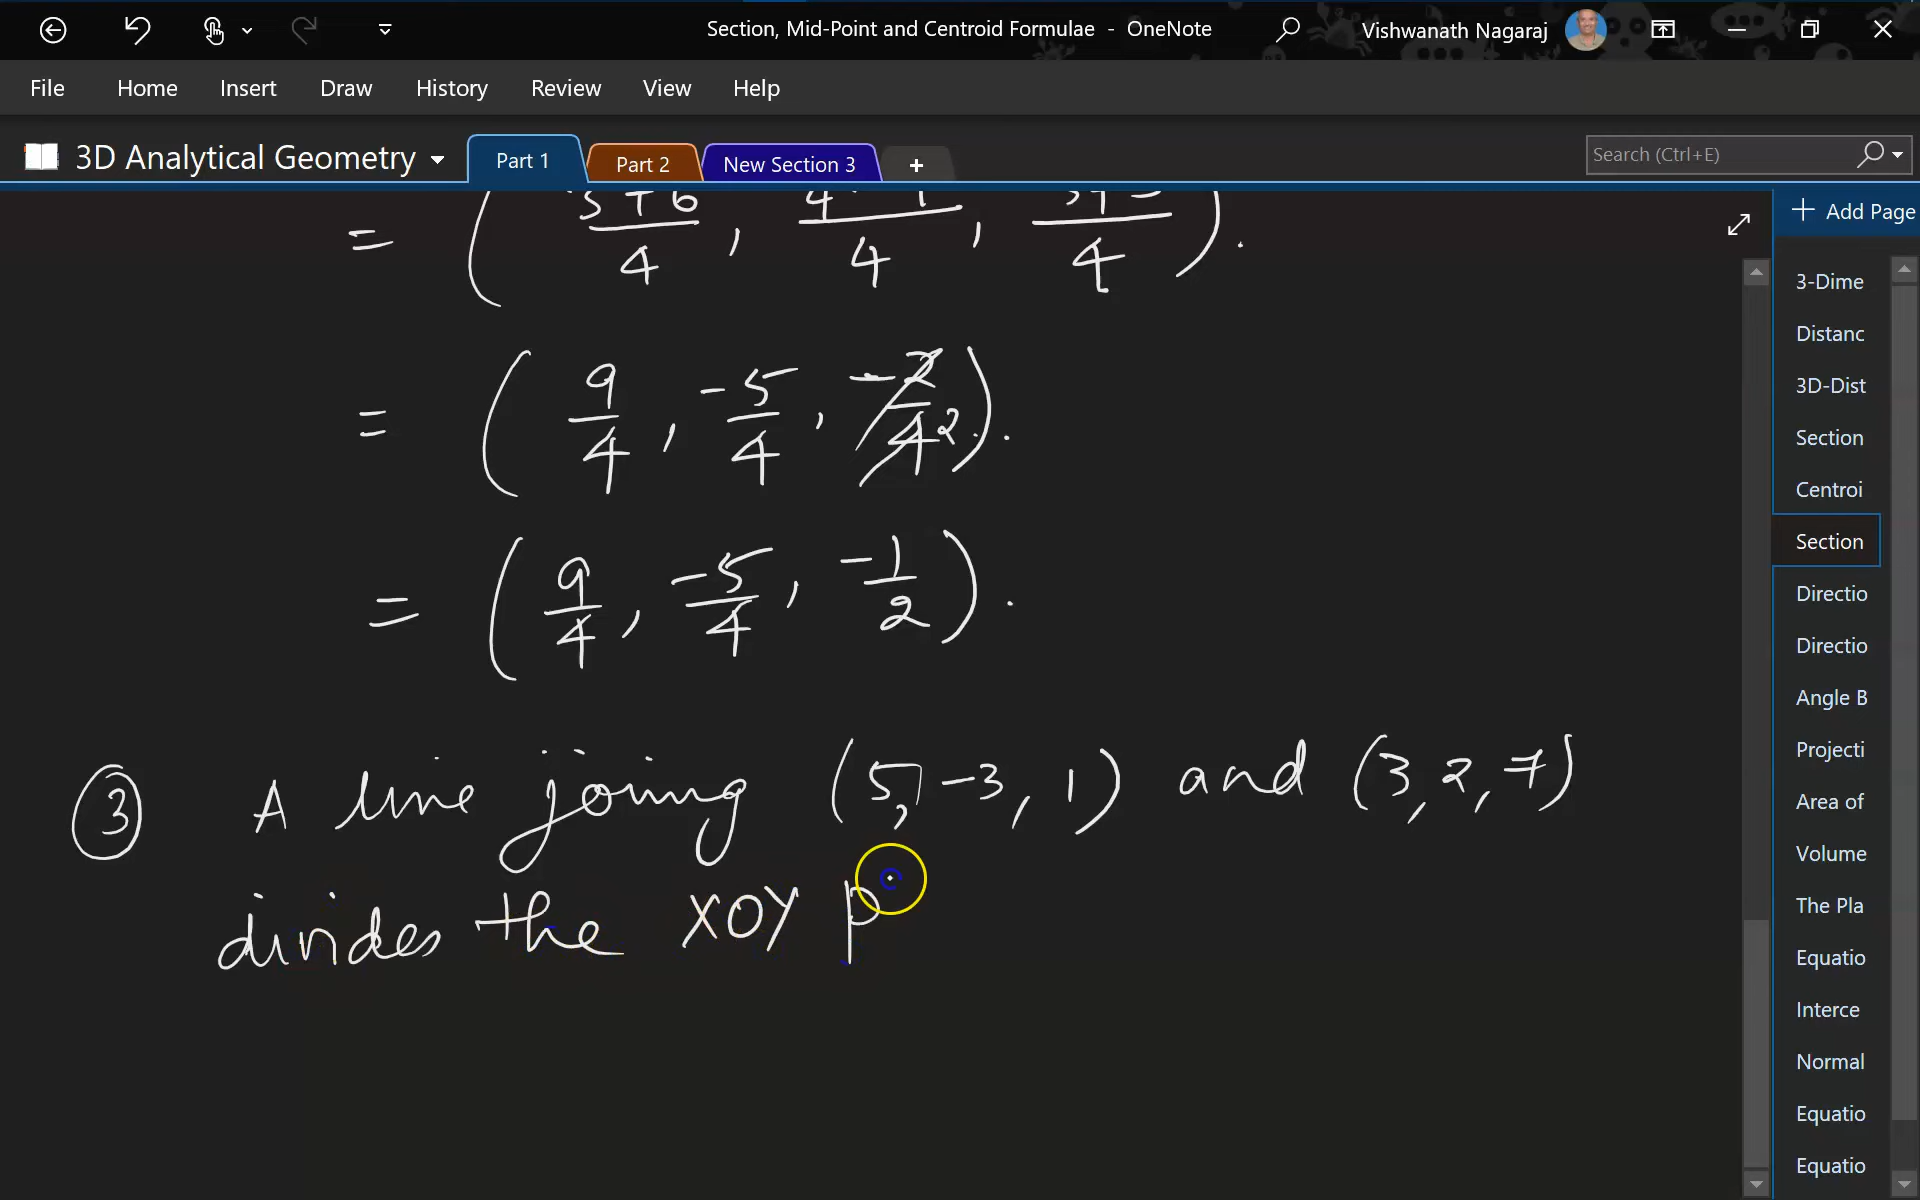 Section, Mid-Point and Centroid Formulae - OneNote
Vishwanath Nagaraj
File Home Insert Draw History Review View Help
3D Analytical Geometry
Part 1 Part 2 New Section 3 +
Search (Ctrl+E)
+ Add Page
3-Dime
Distanc
3D-Dist
Section
Centroi
Section
Directio
Directio
Angle B
Projecti
Area of
Volume
The Pla
Equatio
Interce
Normal
Equatio
Equatio
= ( 9/4 , -5/4 , -2/4 2 ).
= ( 9/4 , -5/4 , -1/2 ).
③ A line joining (5, -3, 1) and (3, 2, 7)
divides the XOY p